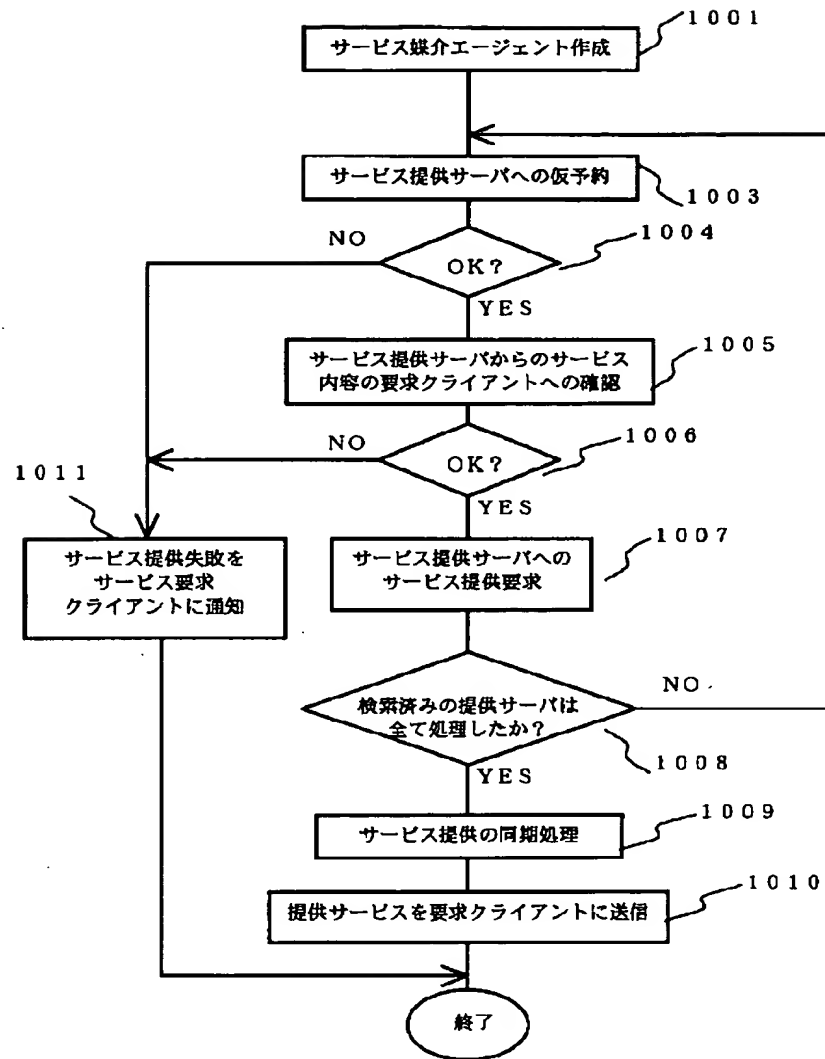 1001
サービス媒介エージェント作成
サービス提供サーバへの仮予約
1003
1004
NO
OK?
YES
サービス提供サーバからのサービス
内容の要求クライアントへの確認
1005
1006
NO
OK?
YES
1011
サービス提供失敗を
サービス要求
クライアントに通知
サービス提供サーバへの
サービス提供要求
1007
検索済みの提供サーバは
全て処理したか?
NO
1008
YES
サービス提供の同期処理
1009
提供サービスを要求クライアントに送信
1010
終了